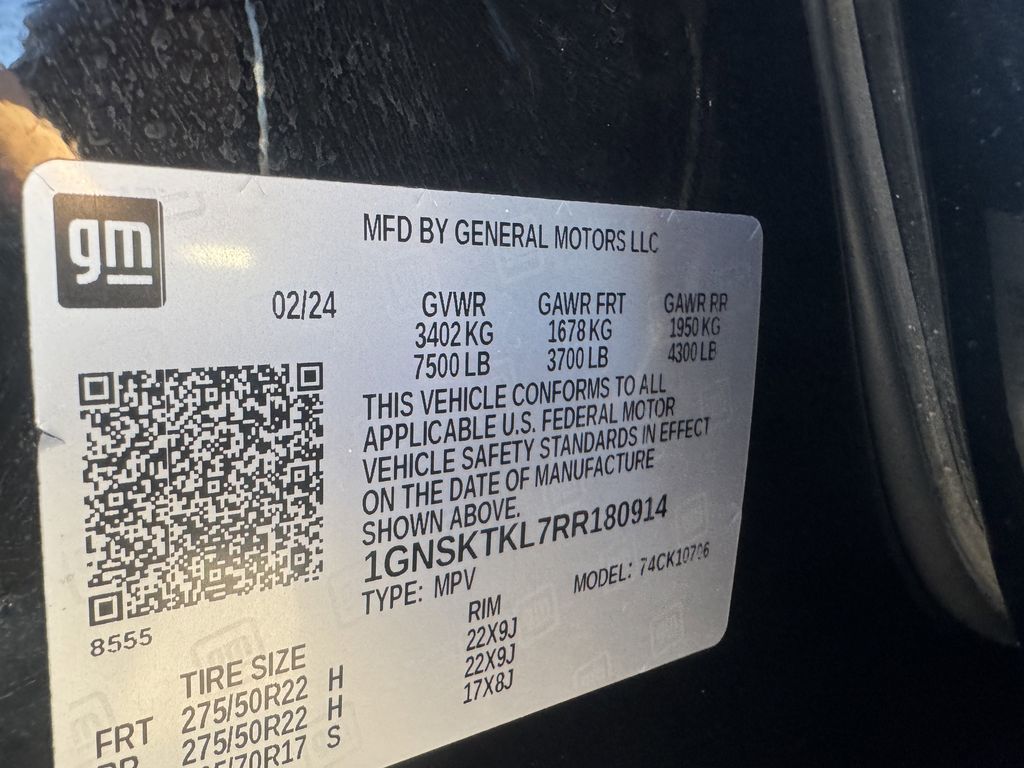 gm
MFD BY GENERAL MOTORS LLC
02/24 GVWR GAWR FRT GAWR RR
3402 KG 1678 KG 1950 KG
7500 LB 3700 LB 4300 LB
THIS VEHICLE CONFORMS TO ALL
APPLICABLE U.S. FEDERAL MOTOR
VEHICLE SAFETY STANDARDS IN EFFECT
ON THE DATE OF MANUFACTURE
SHOWN ABOVE.
1GNSKTKL7RR180914
TYPE: MPV MODEL:
8555
TIRE SIZE RIM
FRT 275/50R22 H 22X9J
275/50R22 H 22X9J
S 17X8J